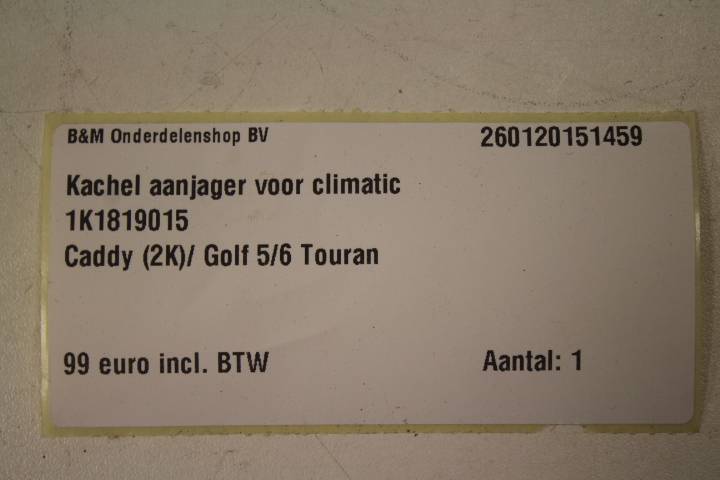 B&M Onderdelenshop BV 260120151459
Kachel aanjager voor climatic
1K1819015
Caddy (2K)/ Golf 5/6 Touran
99 euro incl. BTW Aantal: 1